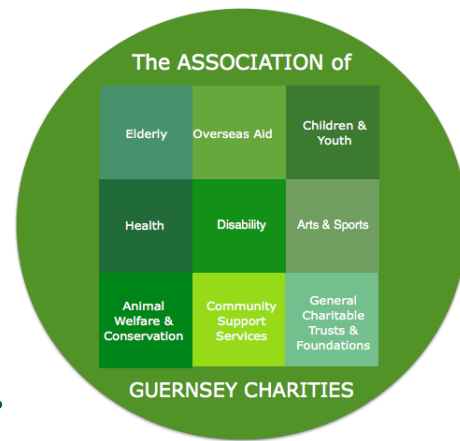 The ASSOCIATION of
Elderly
Overseas Aid
Children &
Youth
Health
Disability
Arts & Sports
Animal
Welfare &
Conservation
Community
Support
Services
General
Charitable
Trusts &
Foundations
GUERNSEY CHARITIES